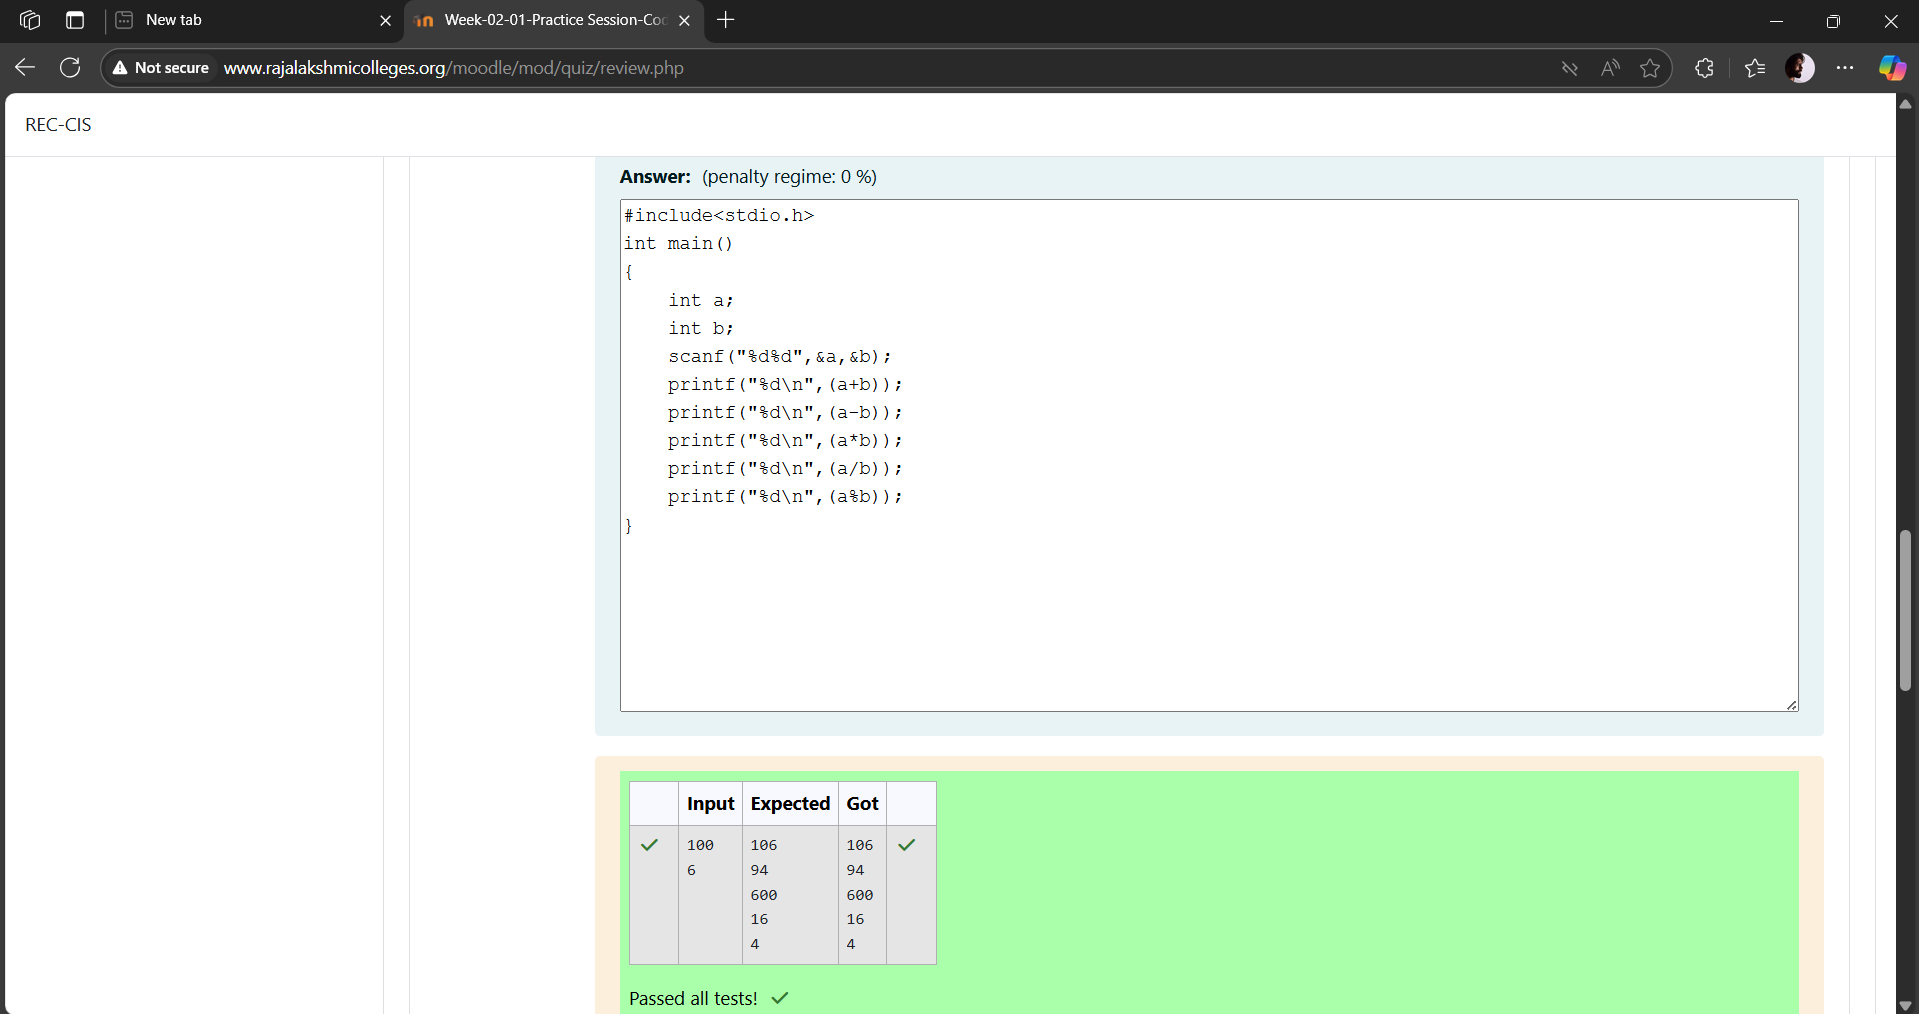 New tab
Week-02-01-Practice Session-Coc
Not secure www.rajalakshmicolleges.org/moodle/mod/quiz/review.php
REC-CIS
Answer: (penalty regime: 0 %)
#include<stdio.h>
int main()
{
    int a;
    int b;
    scanf("%d%d",&a,&b);
    printf("%d\n",(a+b));
    printf("%d\n",(a-b));
    printf("%d\n",(a*b));
    printf("%d\n",(a/b));
    printf("%d\n",(a%b));
}
Input Expected Got
100 106 106
6 94 94
600 600
16 16
4 4
Passed all tests!